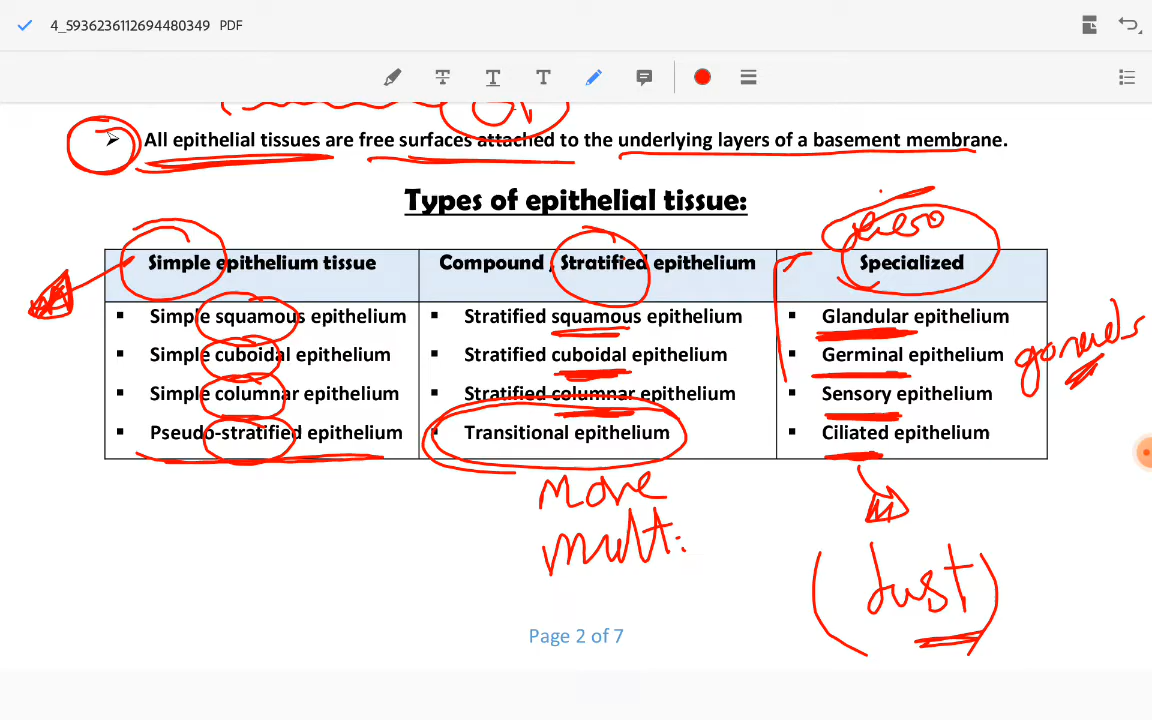 4_5936236112694480349 PDF
➢ All epithelial tissues are free surfaces attached to the underlying layers of a basement membrane.
Types of epithelial tissue:
Simple epithelium tissue
Compound , Stratified epithelium
Specialized
▪ Simple squamous epithelium
▪ Stratified squamous epithelium
▪ Glandular epithelium
▪ Simple cuboidal epithelium
▪ Stratified cuboidal epithelium
▪ Germinal epithelium
gonads
▪ Simple columnar epithelium
▪ Stratified columnar epithelium
▪ Sensory epithelium
▪ Pseudo-stratified epithelium
▪ Transitional epithelium
▪ Ciliated epithelium
(dust)
Page 2 of 7